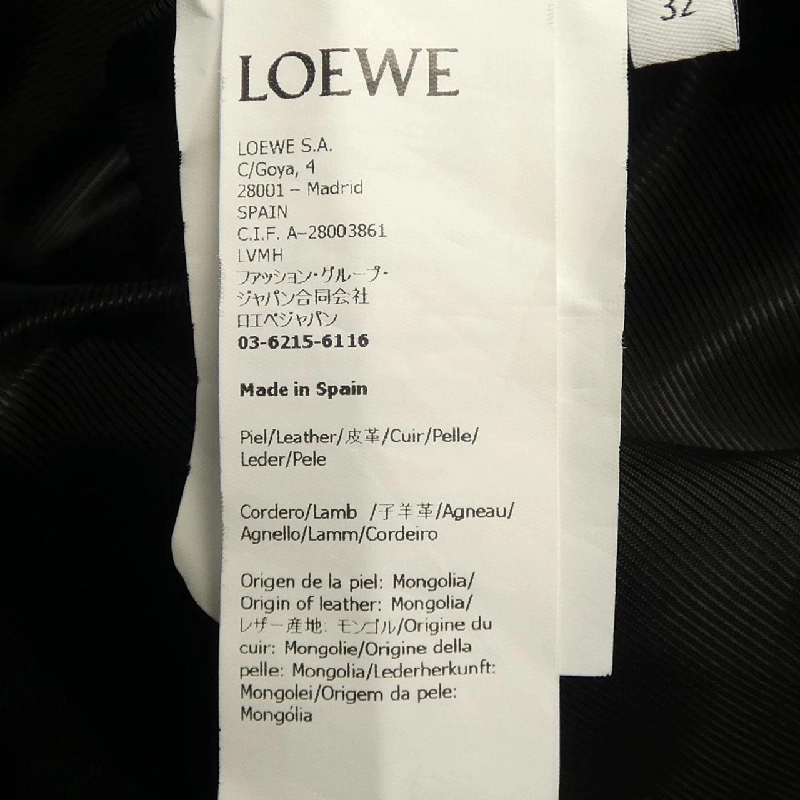 32
LOEWE
LOEWE S.A.
C/Goya, 4
28001 – Madrid
SPAIN
C.I.F. A-28003861
LVMH
ファッション・グループ・
ジャパン合同会社
ロエベジャパン
03-6215-6116
Made in Spain
Piel/Leather/皮革/Cuir/Pelle/
Leder/Pele
Cordero/Lamb /子羊革/Agneau/
Agnello/Lamm/Cordeiro
Origen de la piel: Mongolia/
Origin of leather: Mongolia/
レザー産地: モンゴル/Origine du
cuir: Mongolie/Origine della
pelle: Mongolia/Lederherkunft:
Mongolei/Origem da pele:
Mongólia